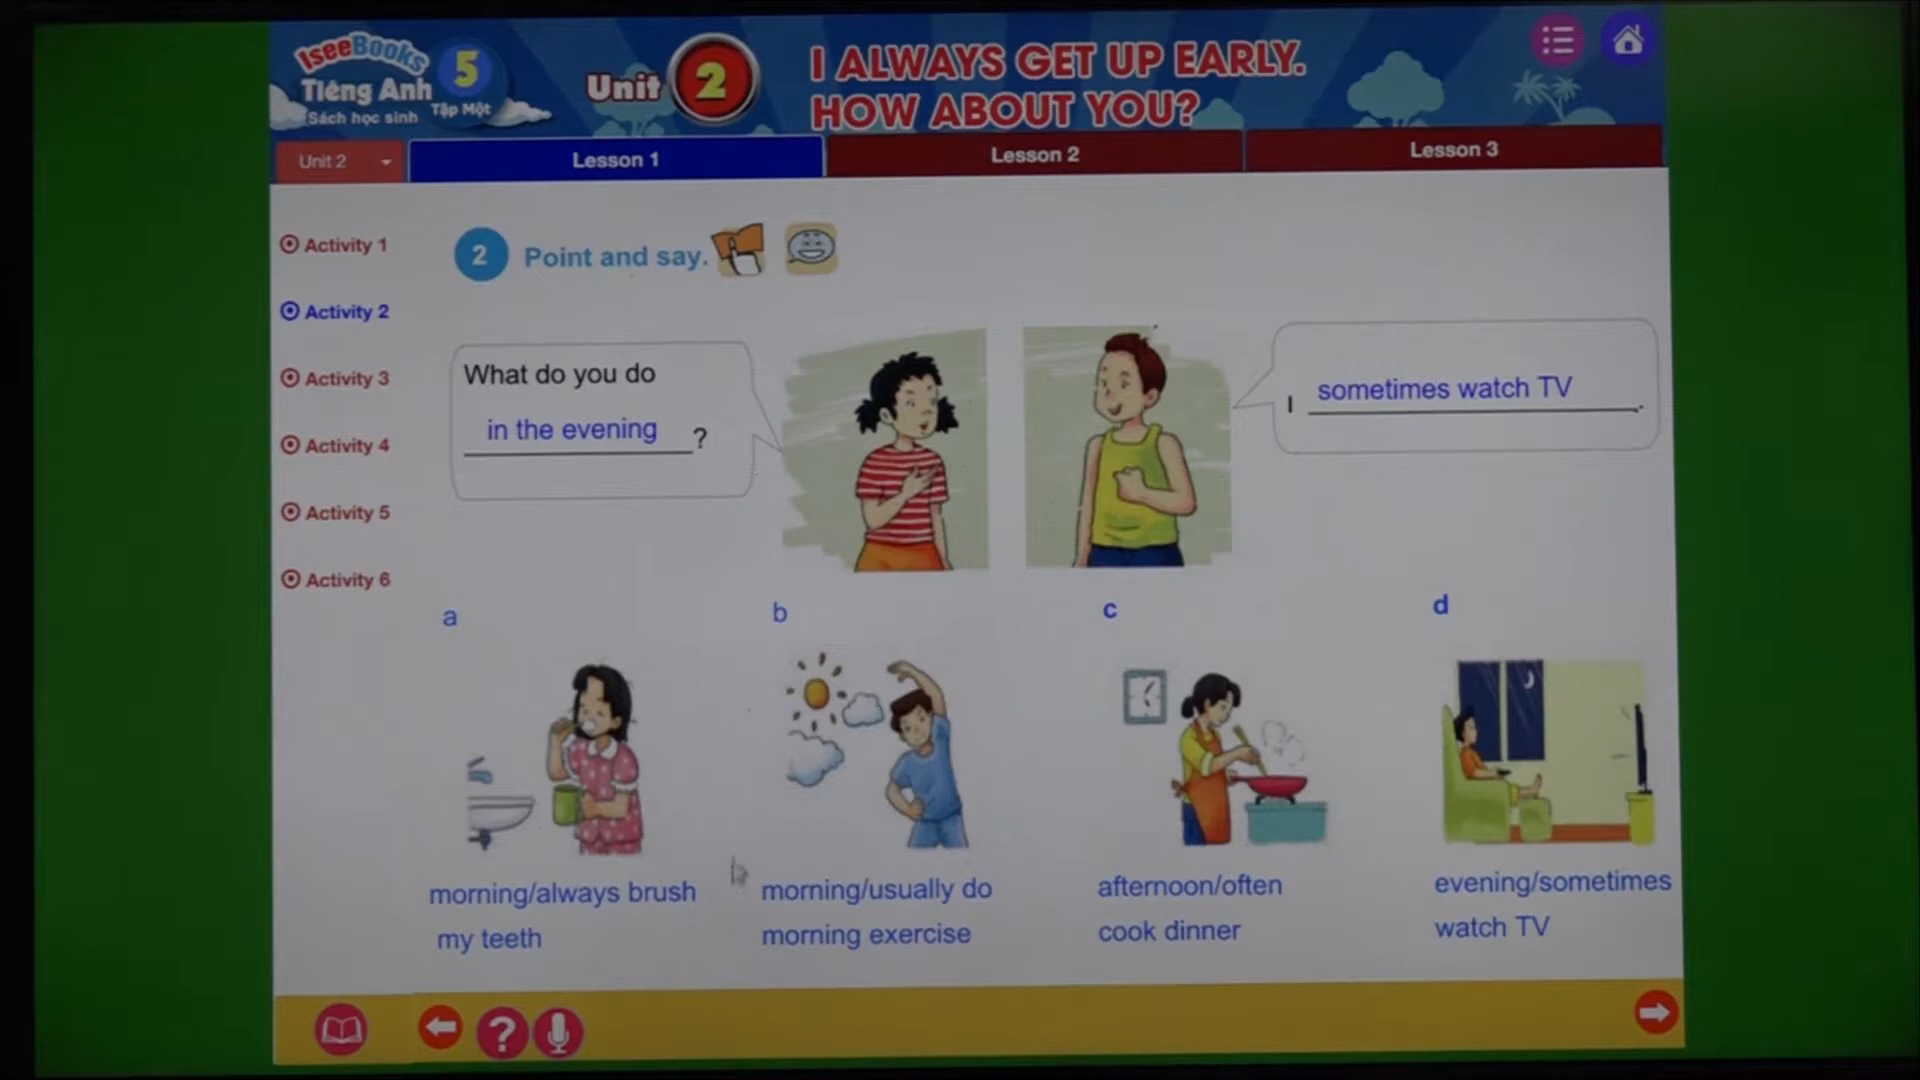 IseeBooks
Tiếng Anh 5
Sách học sinh Tập Một
Unit 2
I ALWAYS GET UP EARLY.
HOW ABOUT YOU?
Unit 2
Lesson 1
Lesson 2
Lesson 3
Activity 1
Activity 2
Activity 3
Activity 4
Activity 5
Activity 6
2 Point and say.
What do you do
in the evening ?
I sometimes watch TV.
a
b
c
d
morning/always brush
my teeth
morning/usually do
morning exercise
afternoon/often
cook dinner
evening/sometimes
watch TV
?